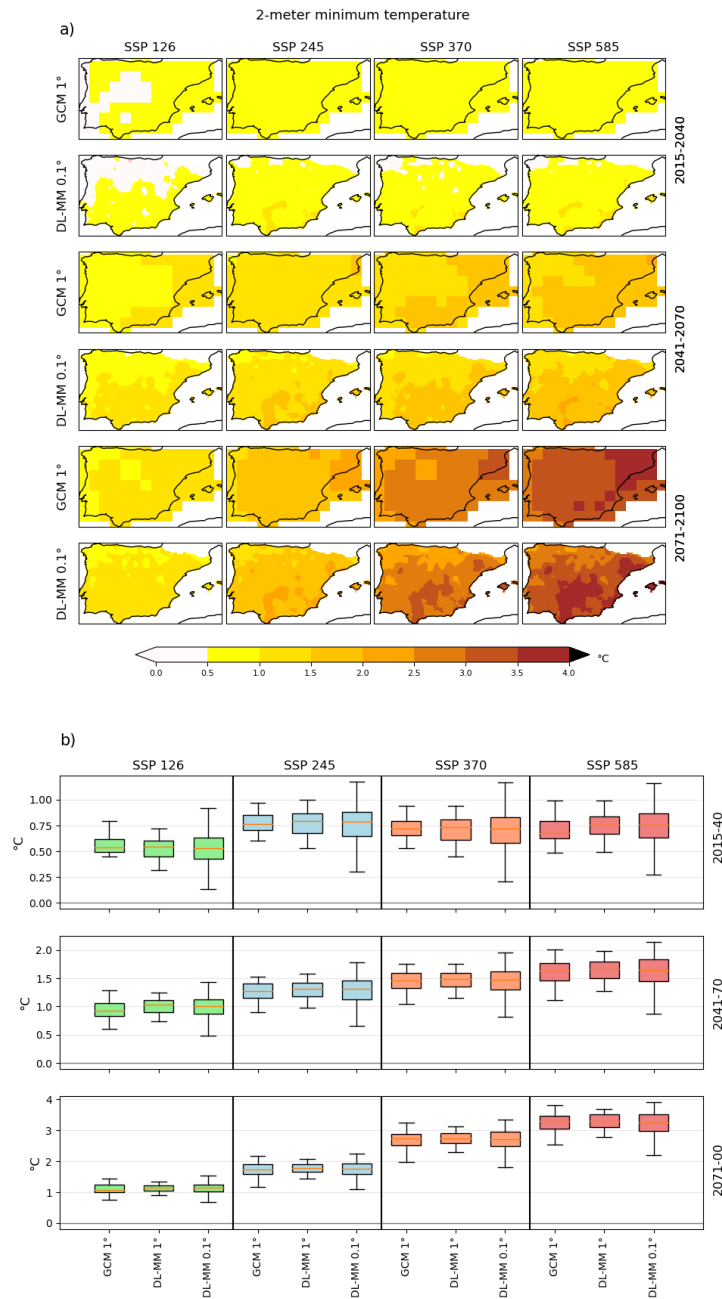 2-meter minimum temperature
a)
SSP 126 SSP 245 SSP 370 SSP 585
GCM 1°
2015-2040
DL-MM 0.1°
GCM 1°
2041-2070
DL-MM 0.1°
GCM 1°
2071-2100
DL-MM 0.1°
0.0 0.5 1.0 1.5 2.0 2.5 3.0 3.5 4.0 °C
b)
SSP 126 SSP 245 SSP 370 SSP 585
°C
1.00
0.75
0.50
0.25
0.00
2015-40
°C
2.0
1.5
1.0
0.5
0.0
2041-70
°C
4
3
2
1
0
2071-00
GCM 1° DL-MM 1° DL-MM 0.1° GCM 1° DL-MM 1° DL-MM 0.1° GCM 1° DL-MM 1° DL-MM 0.1° GCM 1° DL-MM 1° DL-MM 0.1°